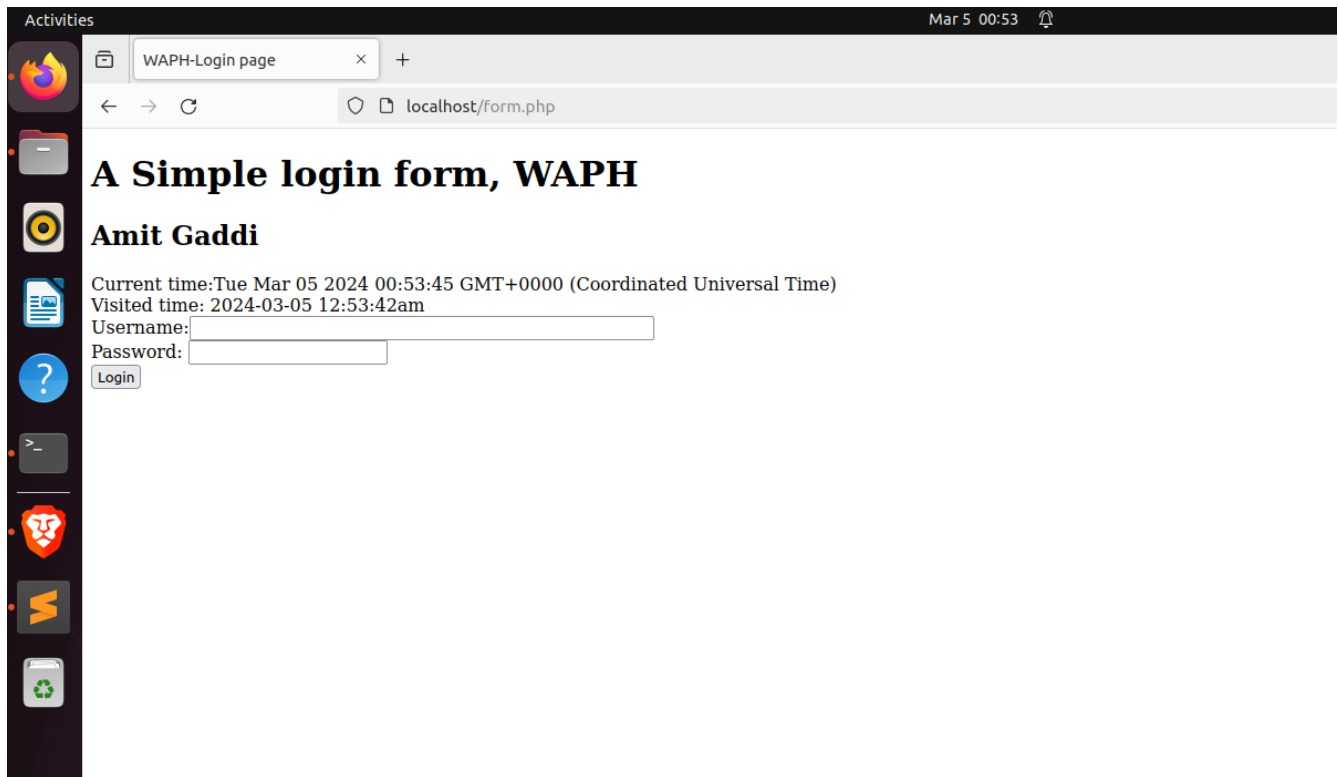 Activities
Mar 5 00:53
WAPH-Login page
localhost/form.php
A Simple login form, WAPH
Amit Gaddi
Current time:Tue Mar 05 2024 00:53:45 GMT+0000 (Coordinated Universal Time)
Visited time: 2024-03-05 12:53:42am
Username:
Password:
Login